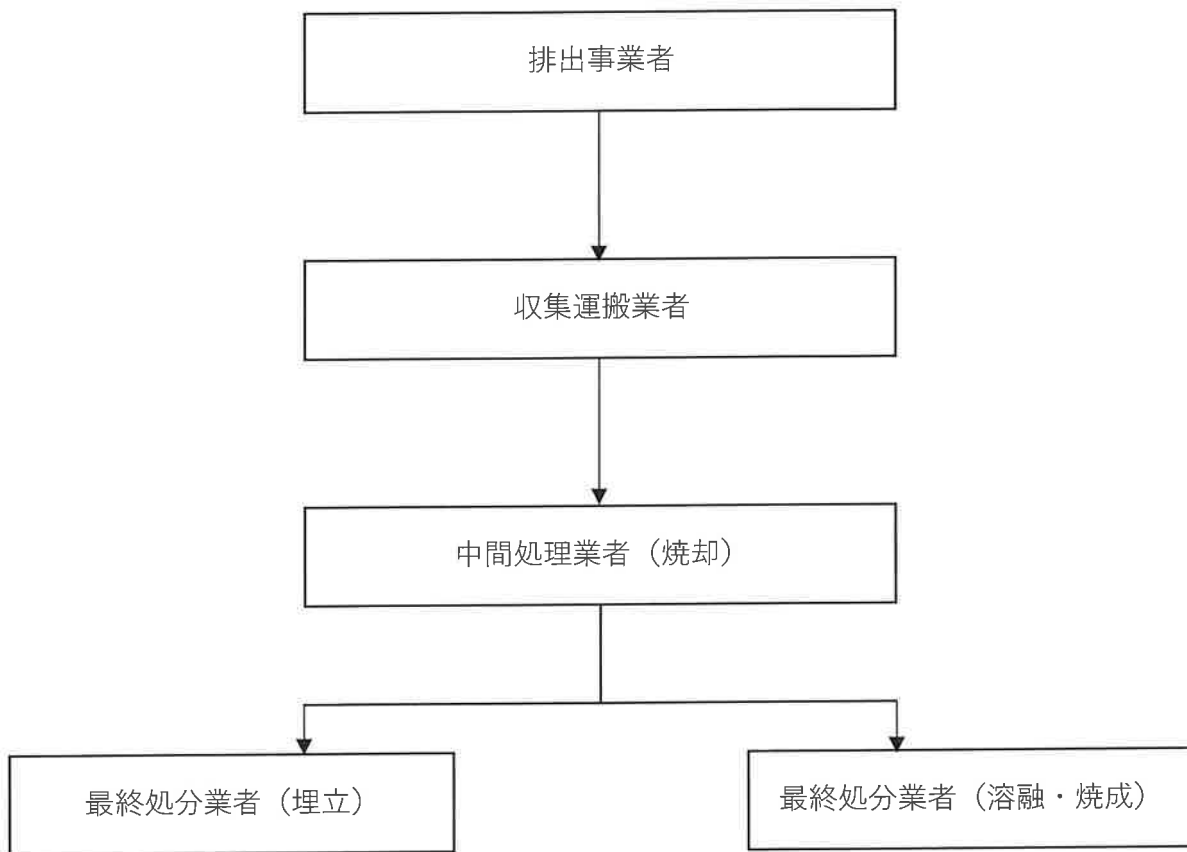 排出事業者
収集運搬業者
中間処理業者（焼却）
最終処分業者（埋立）
最終処分業者（溶融・焼成）